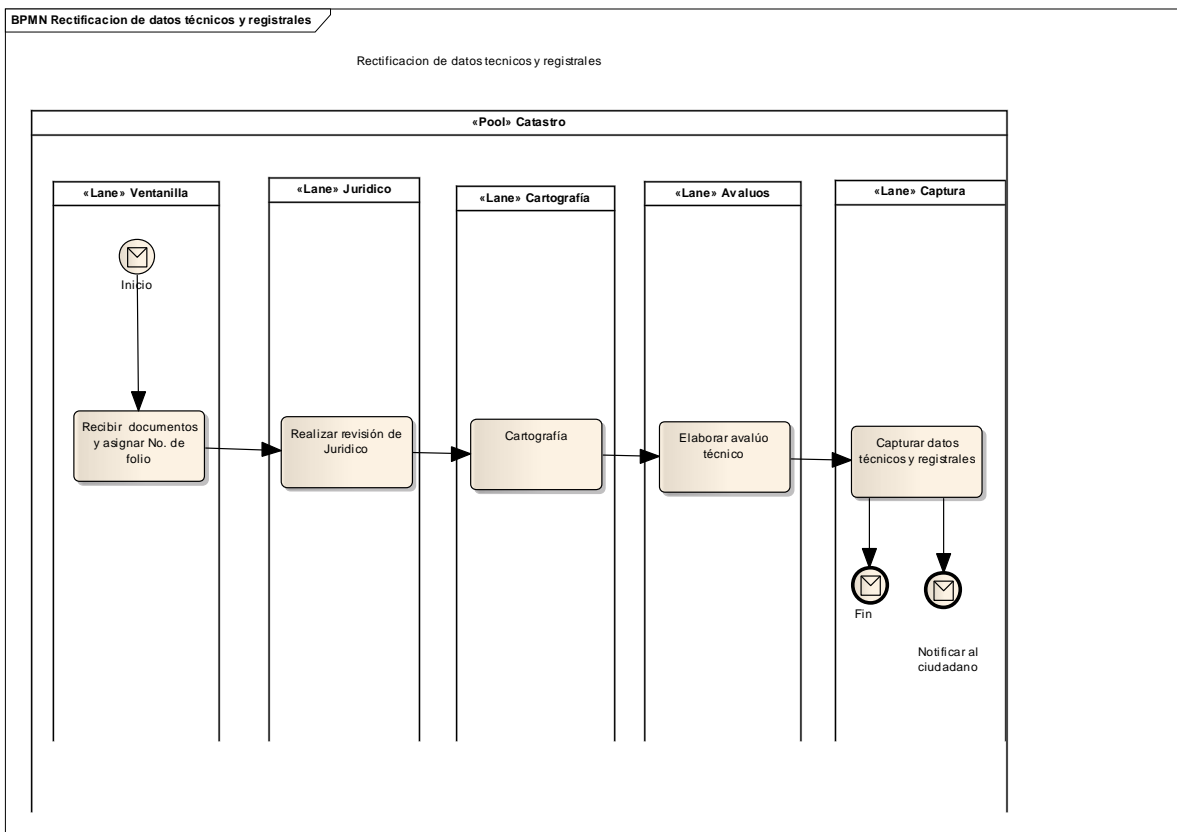 BPMN Rectificacion de datos técnicos y registrales
Rectificacion de datos tecnicos y registrales
«Pool» Catastro
«Lane» Ventanilla
«Lane» Juridico
«Lane» Cartografía
«Lane» Avaluos
«Lane» Captura
Inicio
Recibir documentos
y asignar No. de
folio
Realizar revisión de
Juridico
Cartografía
Elaborar avalúo
técnico
Capturar datos
técnicos y registrales
Fin
Notificar al
ciudadano